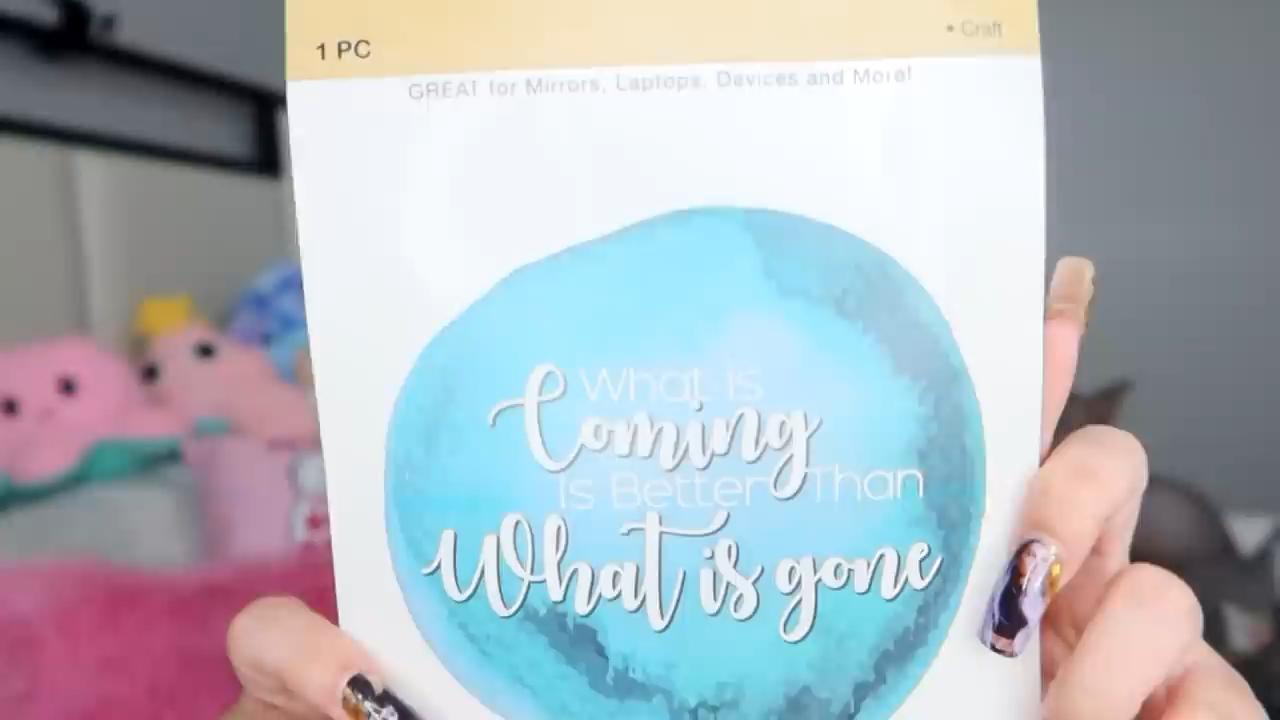 1 PC
• Craft
GREAT for Mirrors, Laptops, Devices and More!
What is
Coming
is Better Than
What is gone